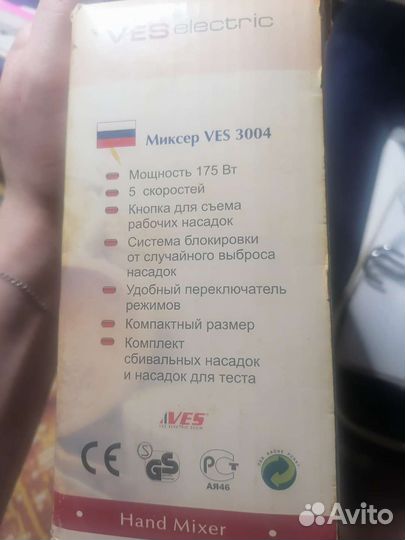 VES electric
Миксер VES 3004
Мощность 175 Вт
5 скоростей
Кнопка для съема
рабочих насадок
Система блокировки
от случайного выброса
насадок
Удобный переключатель
режимов
Компактный размер
Комплект
сбивальных насадок
и насадок для теста
VES
CE
S
GS
РСТ
АЯ46
Hand Mixer
Avito